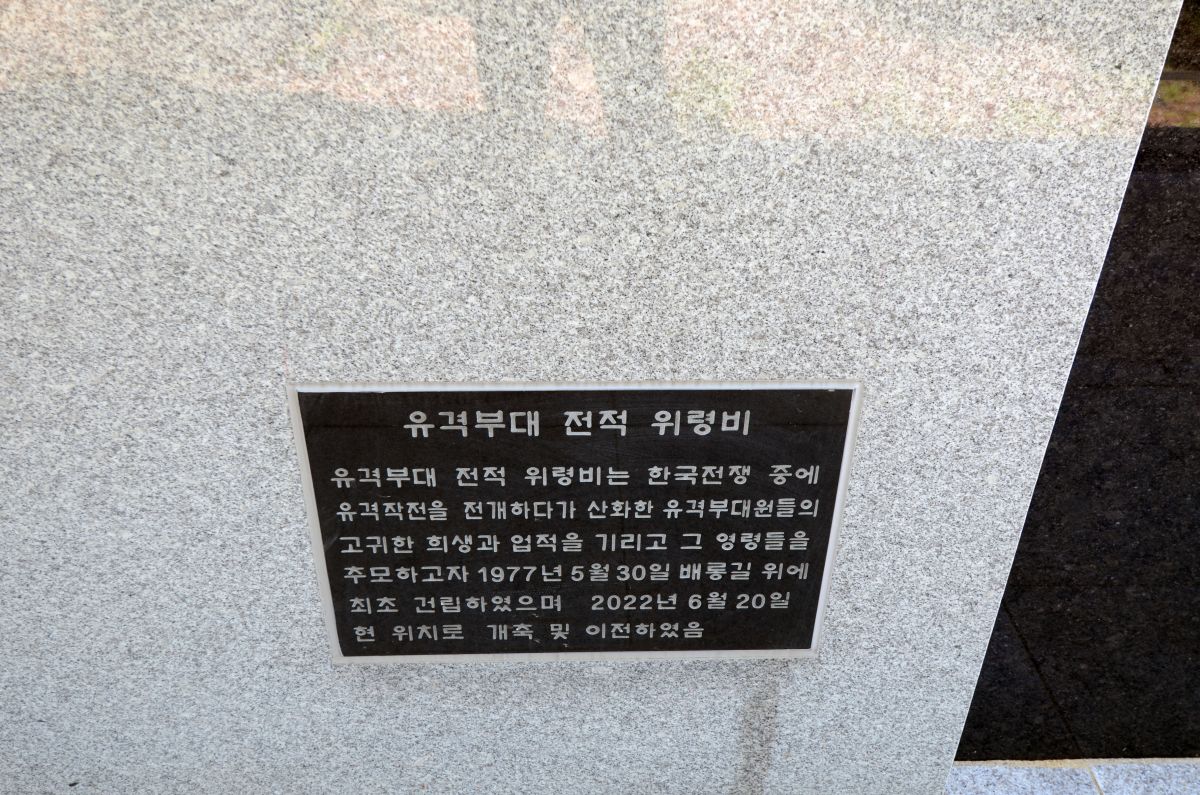 유격부대 전적 위령비
유격부대 전적 위령비는 한국전쟁 중에
유격작전을 전개하다가 산화한 유격부대원들의
고귀한 희생과 업적을 기리고 그 영령들을
추모하고자 1977년 5월 30일 배롱길 위에
최초 건립하였으며 2022년 6월 20일
현 위치로 개축 및 이전하였음